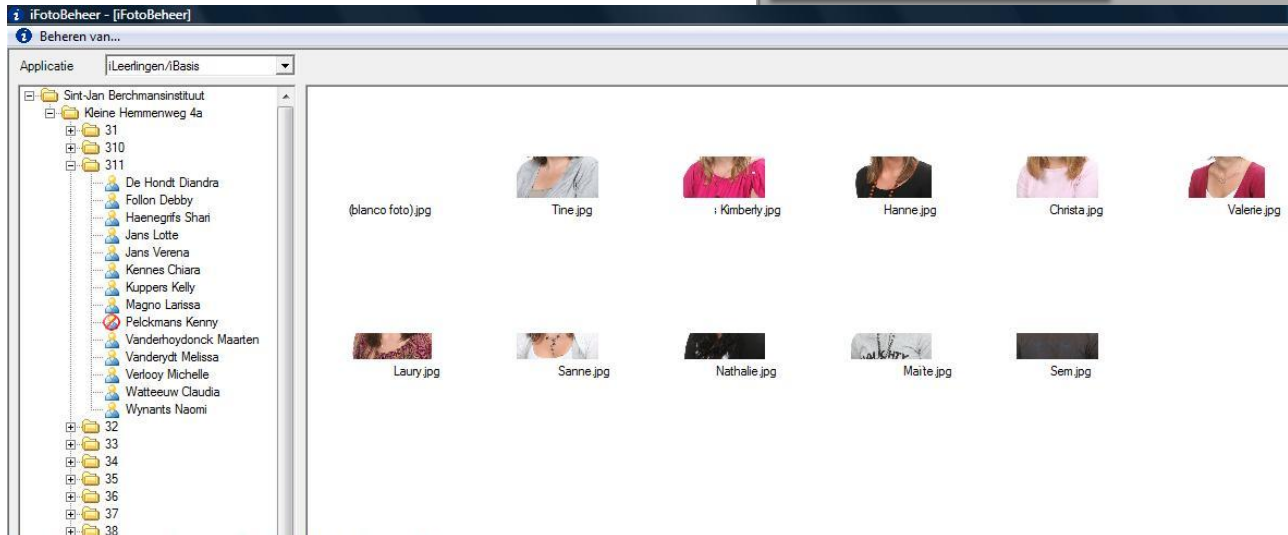 iFotoBeheer - [iFotoBeheer]
Beheren van...
Applicatie iLeerlingen/iBasis
Sint-Jan Berchmansinstituut
Kleine Hemmenweg 4a
31
310
311
De Hondt Diandra
Follon Debby
Haenegrifs Shari
Jans Lotte
Jans Verena
Kennes Chiara
Kuppers Kelly
Magno Larissa
Pelckmans Kenny
Vanderhoydonck Maarten
Vanderydt Melissa
Verlooy Michelle
Watteeuw Claudia
Wynants Naomi
32
33
34
35
36
37
38
(blanco foto).jpg Tine.jpg Kimberly.jpg Hanne.jpg Christa.jpg Valerie.jpg
Laury.jpg Sanne.jpg Nathalie.jpg Maïte.jpg Sem.jpg